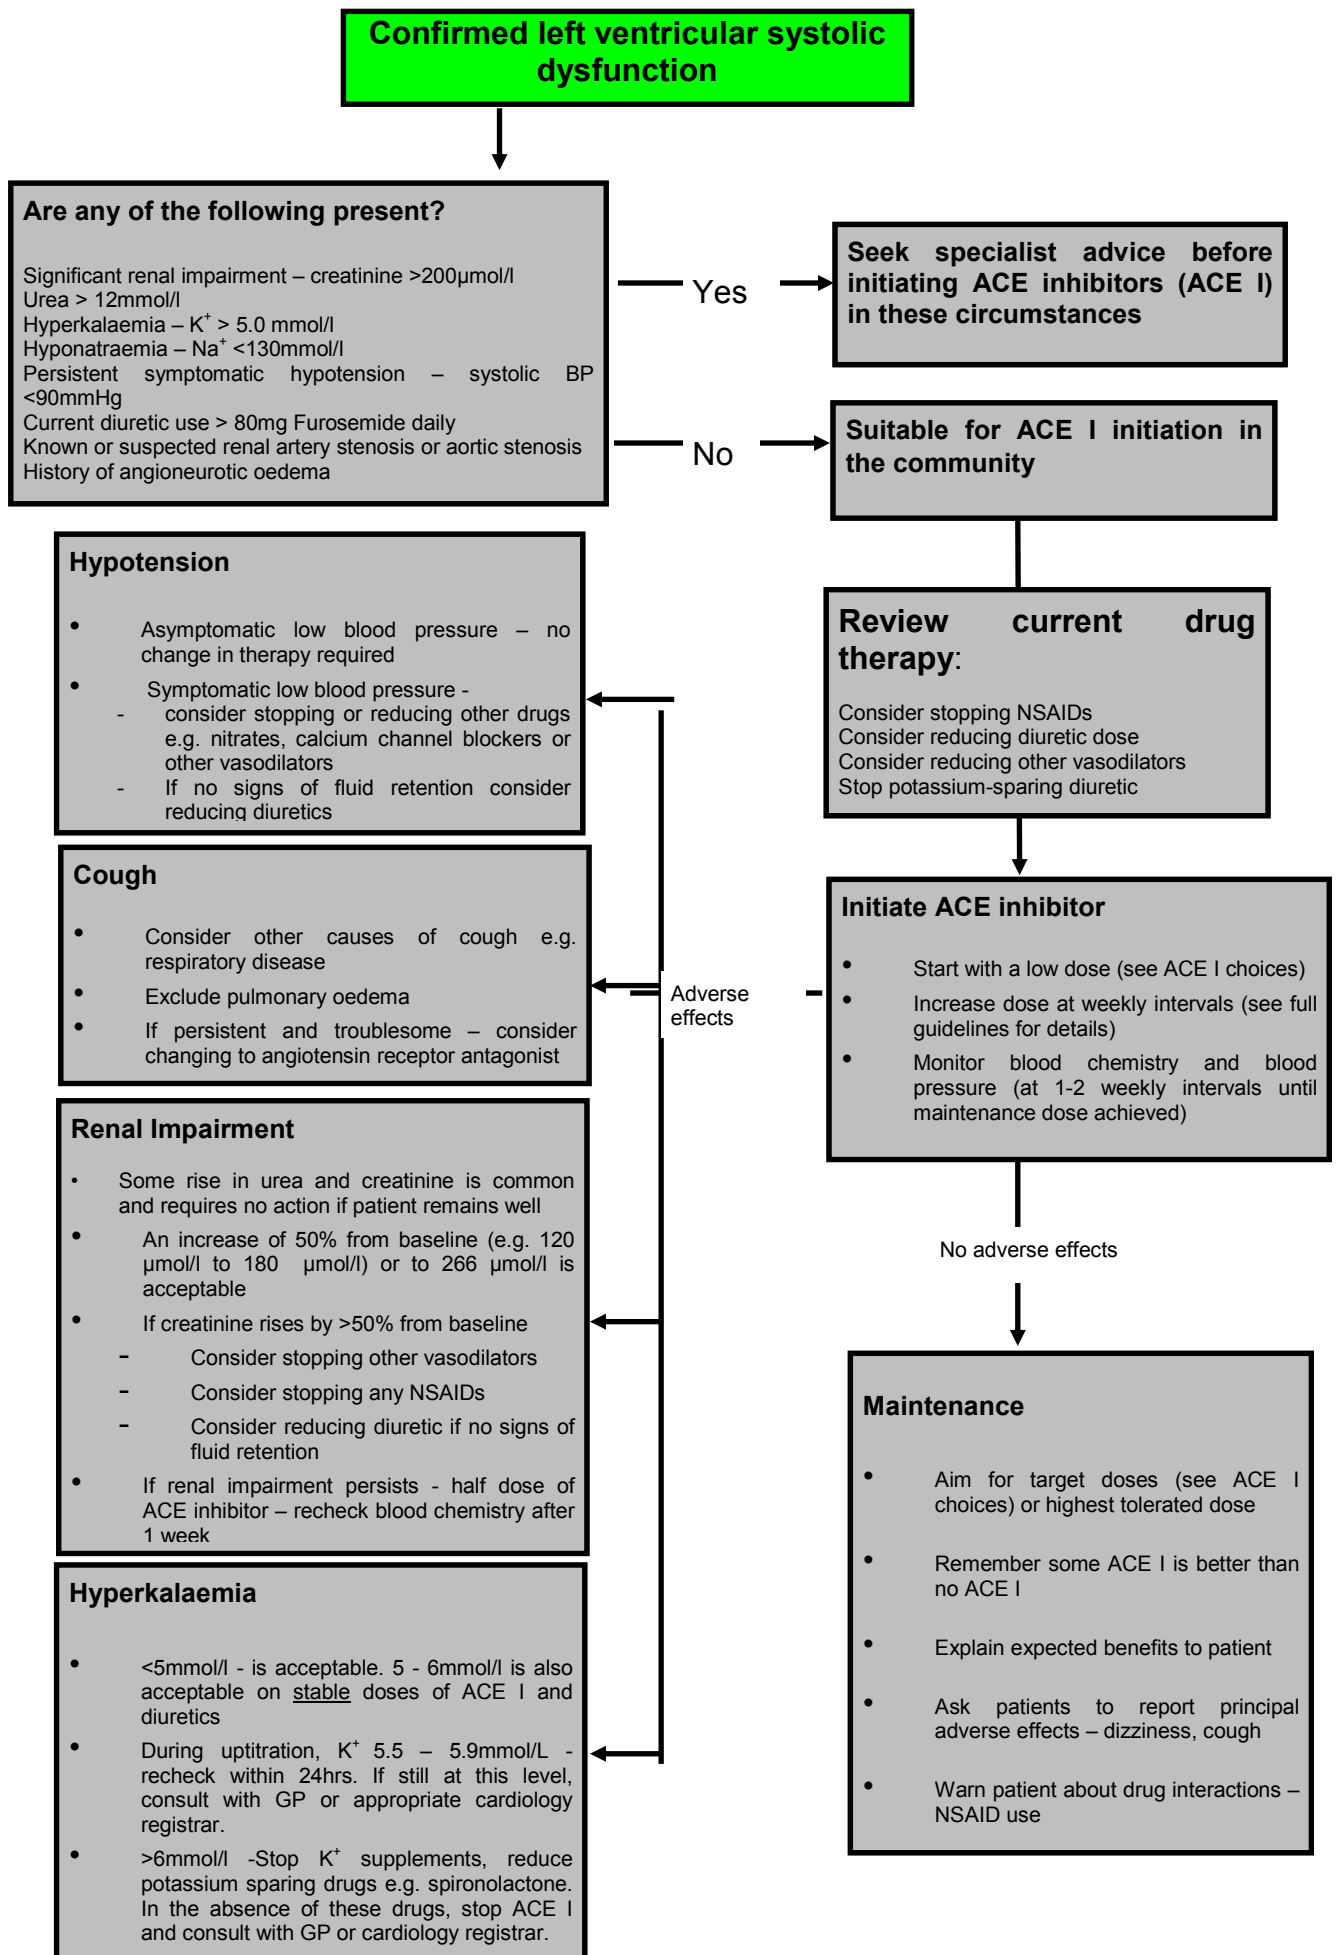 Confirmed left ventricular systolic
dysfunction
Are any of the following present?
Significant renal impairment – creatinine >200µmol/l
Urea > 12mmol/l
Hyperkalaemia – K⁺ > 5.0 mmol/l
Hyponatraemia – Na⁺ <130mmol/l
Persistent symptomatic hypotension – systolic BP
<90mmHg
Current diuretic use > 80mg Furosemide daily
Known or suspected renal artery stenosis or aortic stenosis
History of angioneurotic oedema
Yes
Seek specialist advice before
initiating ACE inhibitors (ACE I)
in these circumstances
No
Suitable for ACE I initiation in
the community
Review current drug
therapy:
Consider stopping NSAIDs
Consider reducing diuretic dose
Consider reducing other vasodilators
Stop potassium-sparing diuretic
Initiate ACE inhibitor
• Start with a low dose (see ACE I choices)
• Increase dose at weekly intervals (see full
guidelines for details)
• Monitor blood chemistry and blood
pressure (at 1-2 weekly intervals until
maintenance dose achieved)
Adverse
effects
Hypotension
• Asymptomatic low blood pressure – no
change in therapy required
• Symptomatic low blood pressure -
- consider stopping or reducing other drugs
e.g. nitrates, calcium channel blockers or
other vasodilators
- If no signs of fluid retention consider
reducing diuretics
Cough
• Consider other causes of cough e.g.
respiratory disease
• Exclude pulmonary oedema
• If persistent and troublesome – consider
changing to angiotensin receptor antagonist
Renal Impairment
• Some rise in urea and creatinine is common
and requires no action if patient remains well
• An increase of 50% from baseline (e.g. 120
µmol/l to 180 µmol/l) or to 266 µmol/l is
acceptable
• If creatinine rises by >50% from baseline
- Consider stopping other vasodilators
- Consider stopping any NSAIDs
- Consider reducing diuretic if no signs of
fluid retention
• If renal impairment persists - half dose of
ACE inhibitor – recheck blood chemistry after
1 week
Hyperkalaemia
• <5mmol/l - is acceptable. 5 - 6mmol/l is also
acceptable on stable doses of ACE I and
diuretics
• During uptitration, K⁺ 5.5 – 5.9mmol/L -
recheck within 24hrs. If still at this level,
consult with GP or appropriate cardiology
registrar.
• >6mmol/l -Stop K⁺ supplements, reduce
potassium sparing drugs e.g. spironolactone.
In the absence of these drugs, stop ACE I
and consult with GP or cardiology registrar.
No adverse effects
Maintenance
• Aim for target doses (see ACE I
choices) or highest tolerated dose
• Remember some ACE I is better than
no ACE I
• Explain expected benefits to patient
• Ask patients to report principal
adverse effects – dizziness, cough
• Warn patient about drug interactions –
NSAID use